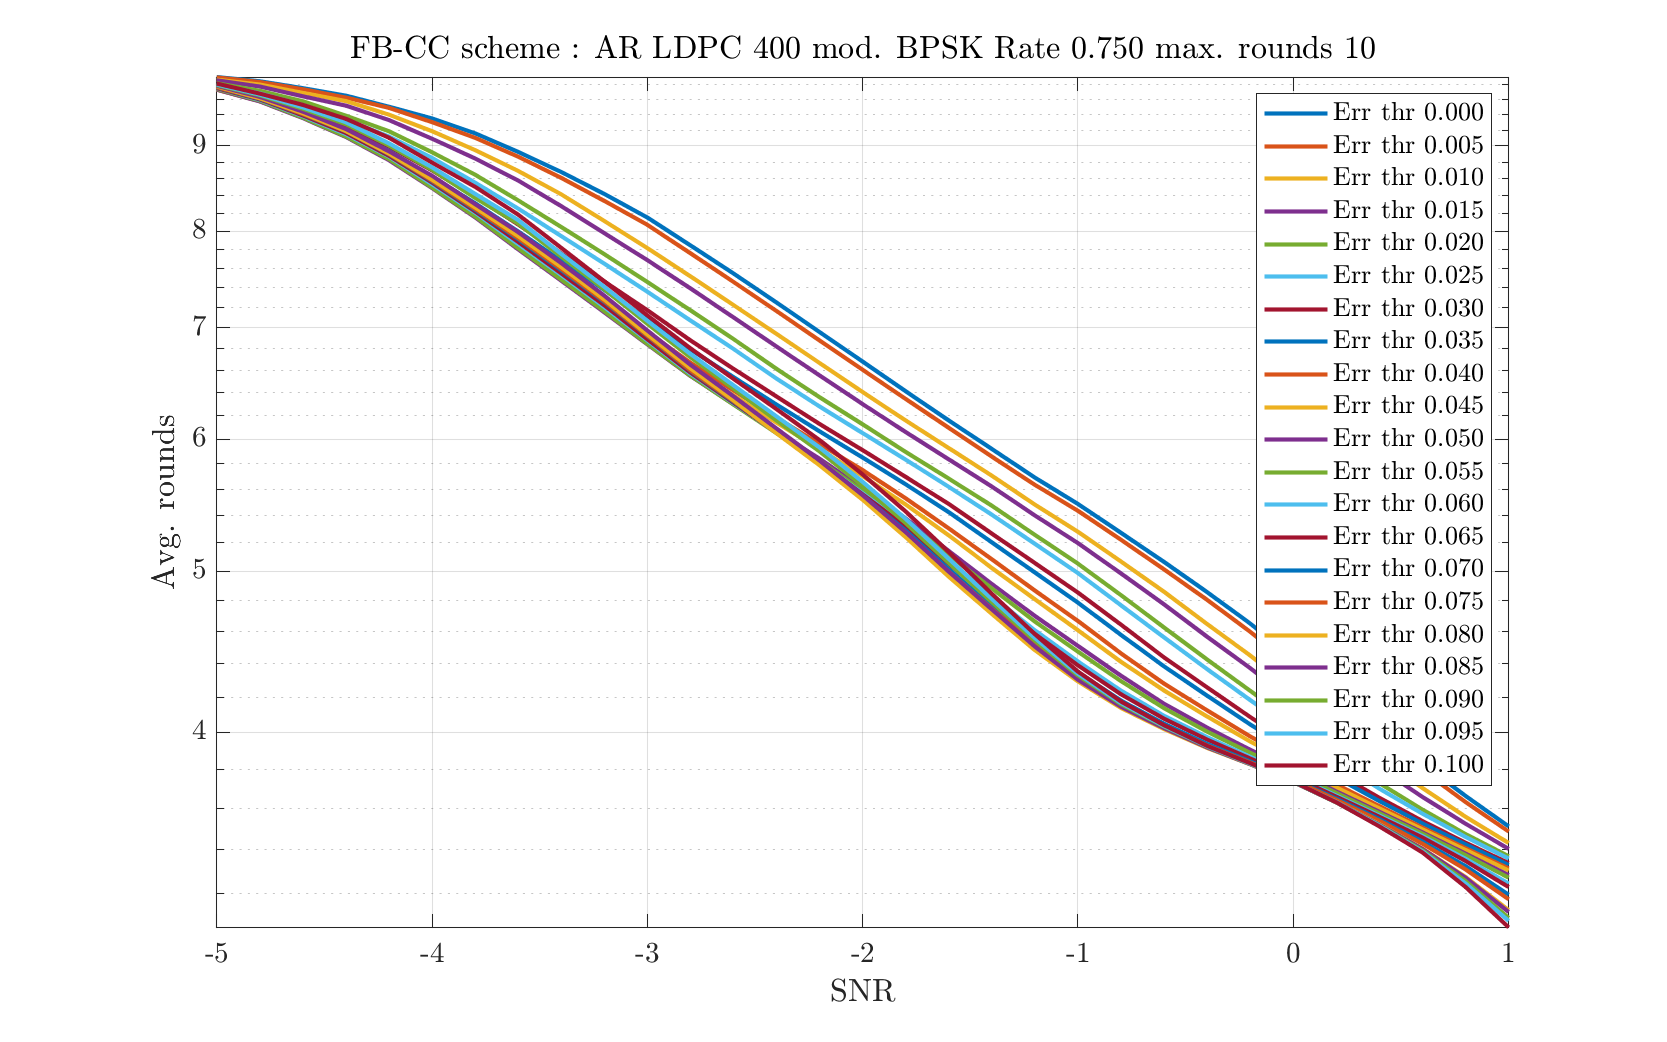 FB-CC scheme : AR LDPC 400 mod. BPSK Rate 0.750 max. rounds 10
Err thr 0.000
Err thr 0.005
Err thr 0.010
Err thr 0.015
Err thr 0.020
Err thr 0.025
Err thr 0.030
Err thr 0.035
Err thr 0.040
Err thr 0.045
Err thr 0.050
Err thr 0.055
Err thr 0.060
Err thr 0.065
Err thr 0.070
Err thr 0.075
Err thr 0.080
Err thr 0.085
Err thr 0.090
Err thr 0.095
Err thr 0.100
Avg. rounds
9
8
7
6
5
4
-5 -4 -3 -2 -1 0 1
SNR